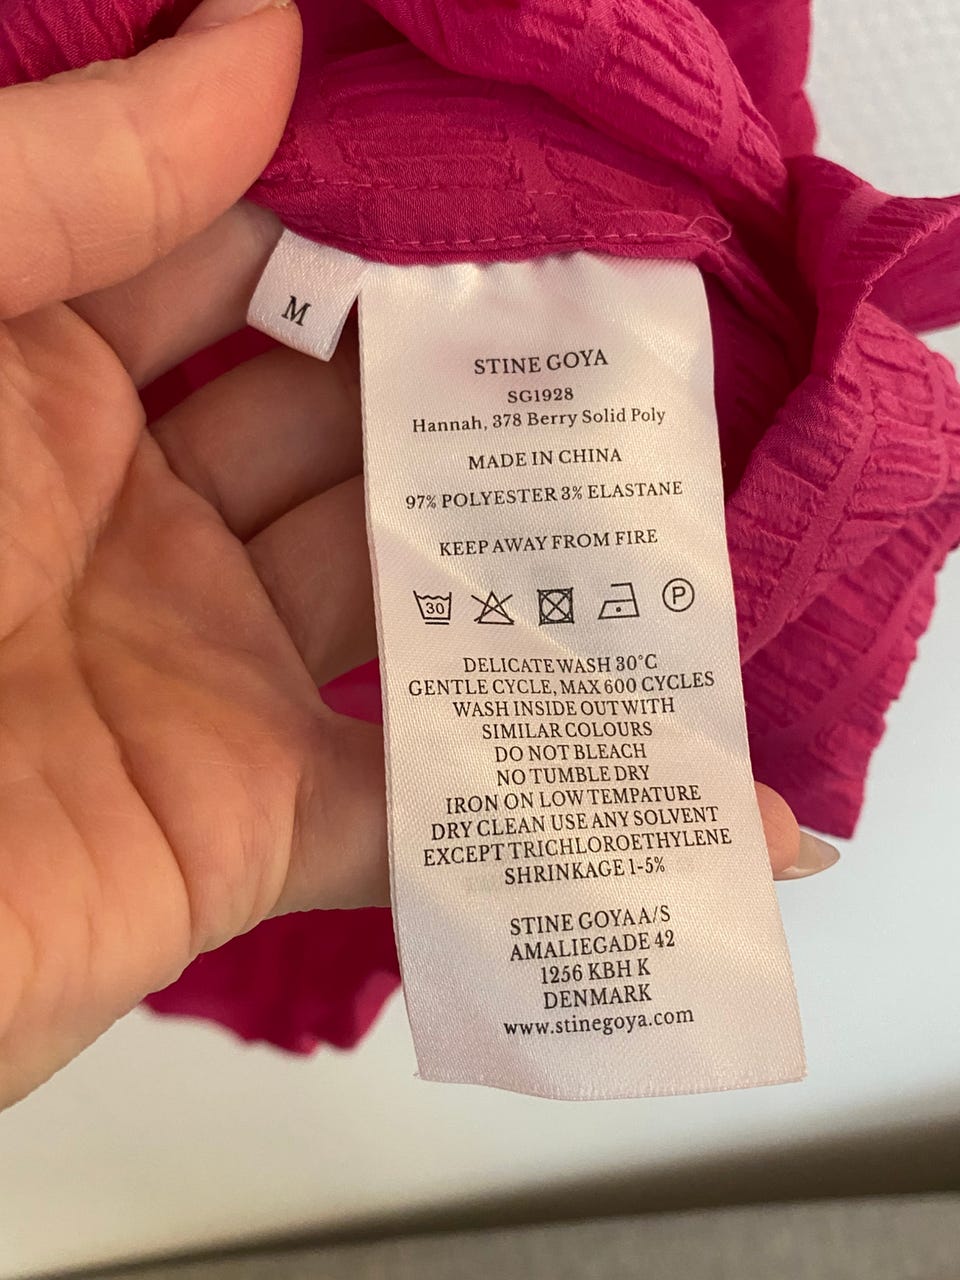 M
STINE GOYA
SG1928
Hannah, 378 Berry Solid Poly
MADE IN CHINA
97% POLYESTER 3% ELASTANE
KEEP AWAY FROM FIRE
30 P
DELICATE WASH 30°C
GENTLE CYCLE, MAX 600 CYCLES
WASH INSIDE OUT WITH
SIMILAR COLOURS
DO NOT BLEACH
NO TUMBLE DRY
IRON ON LOW TEMPATURE
DRY CLEAN USE ANY SOLVENT
EXCEPT TRICHLOROETHYLENE
SHRINKAGE 1-5%
STINE GOYA A/S
AMALIEGADE 42
1256 KBH K
DENMARK
www.stinegoya.com